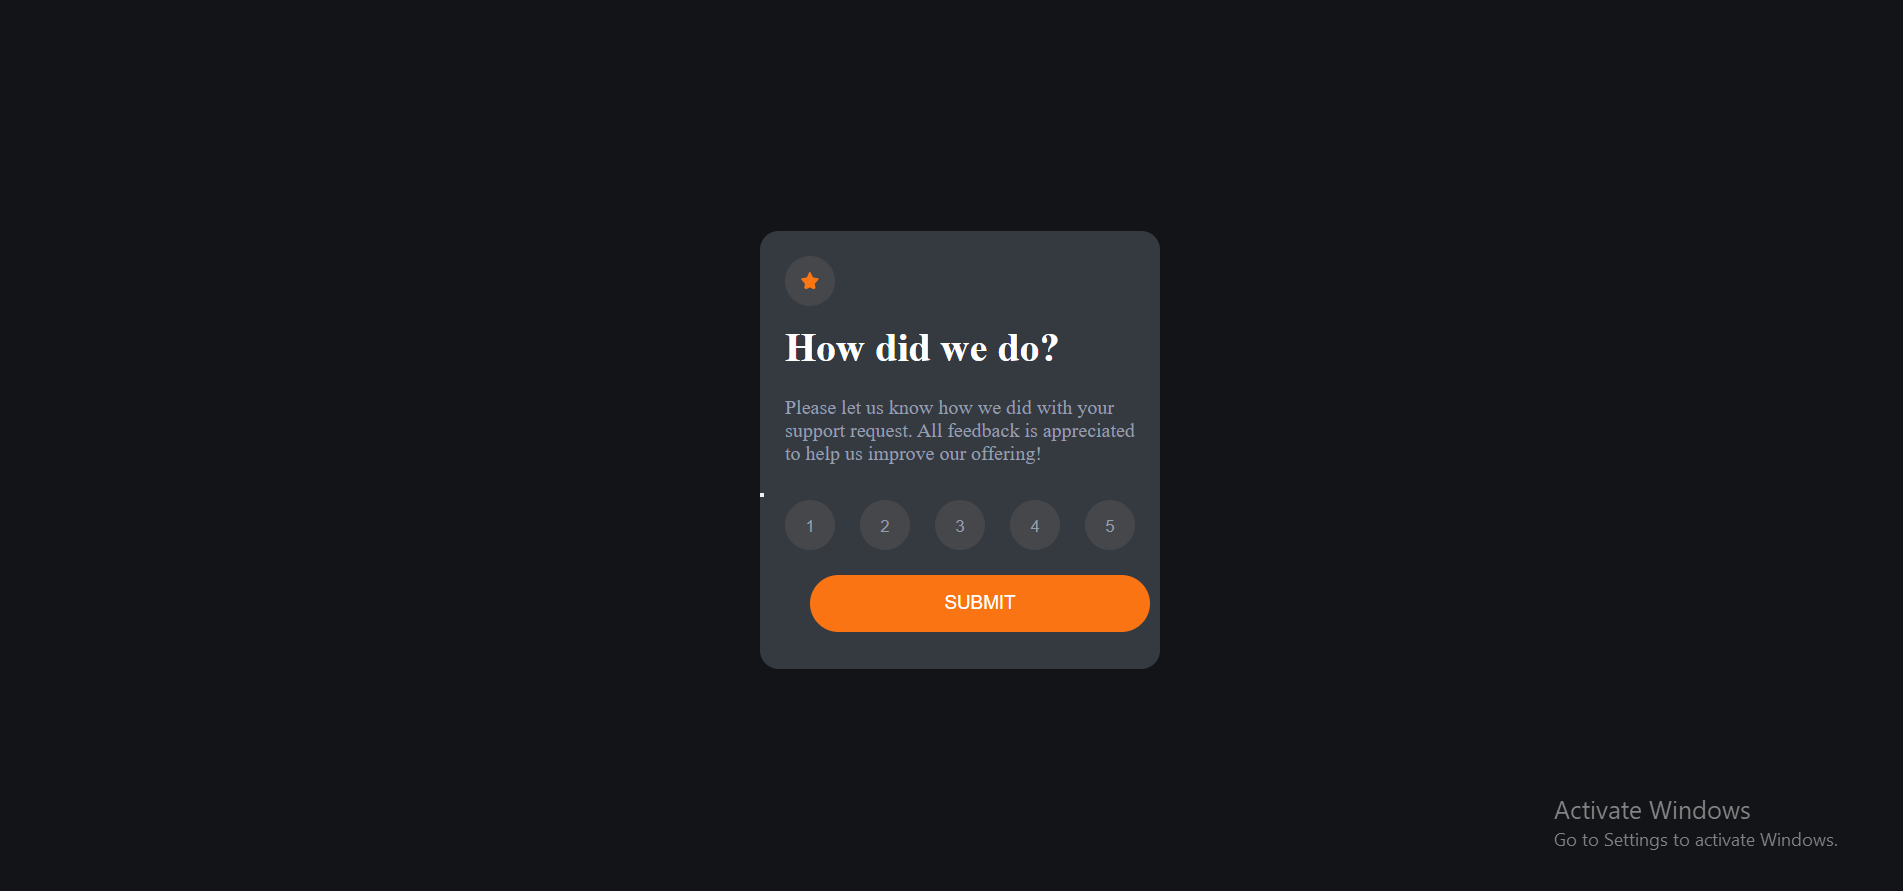 How did we do?
Please let us know how we did with your
support request. All feedback is appreciated
to help us improve our offering!
1 2 3 4 5
SUBMIT
Activate Windows
Go to Settings to activate Windows.